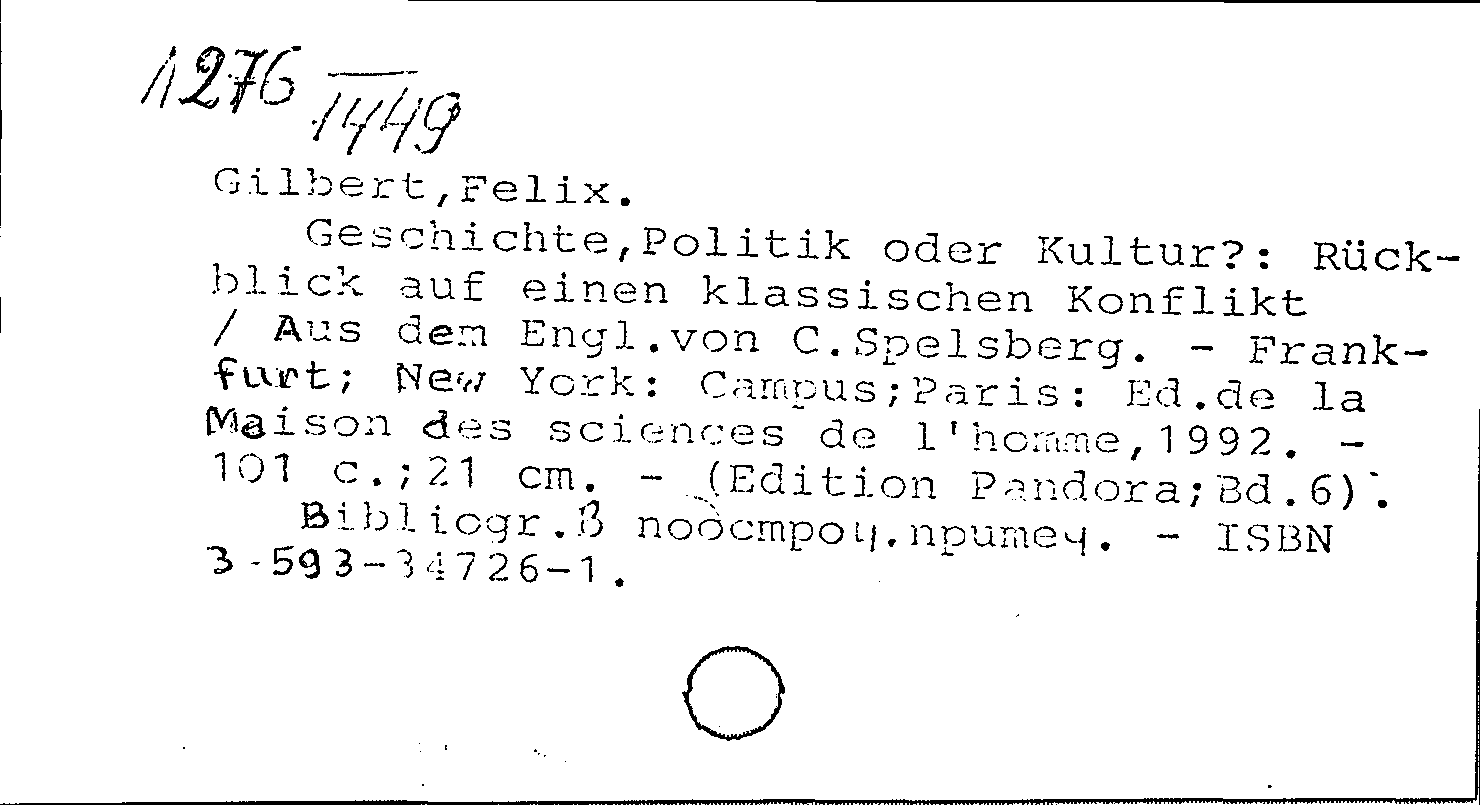 Л276
1449
Gilbert,Felix.
Geschichte,Politik oder Kultur?: Rück-
blick auf einen klassischen Konflikt
/ Aus dem Engl.von C.Spelsberg. - Frank-
furt; New York: Campus;Paris: Ed.de la
Maison des sciences de l'homme,1992. -
101 с.;21 cm. - (Edition Pandora;Bd.6).
Bibliogr.В подстроч.примеч. - ISBN
3-593-34726-1.